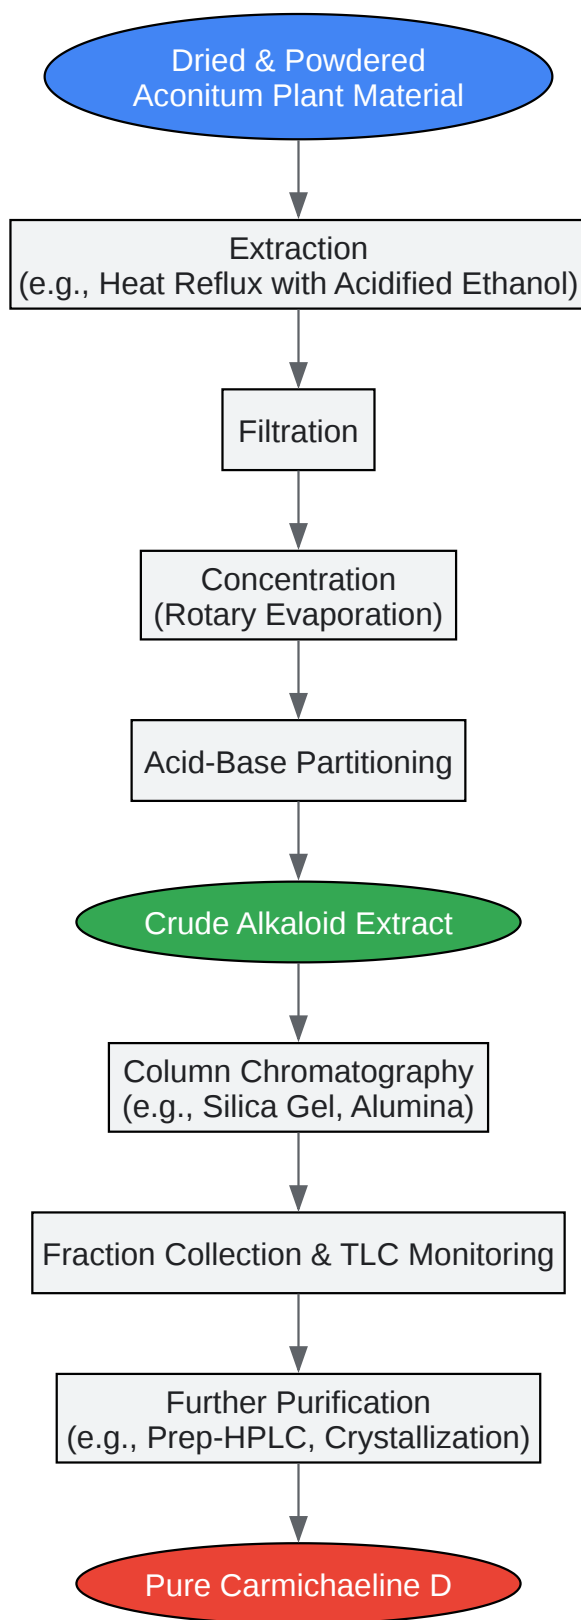 Dried & Powdered
Aconitum Plant Material
Extraction
(e.g., Heat Reflux with Acidified Ethanol)
Filtration
Concentration
(Rotary Evaporation)
Acid-Base Partitioning
Crude Alkaloid Extract
Column Chromatography
(e.g., Silica Gel, Alumina)
Fraction Collection & TLC Monitoring
Further Purification
(e.g., Prep-HPLC, Crystallization)
Pure Carmichaeline D